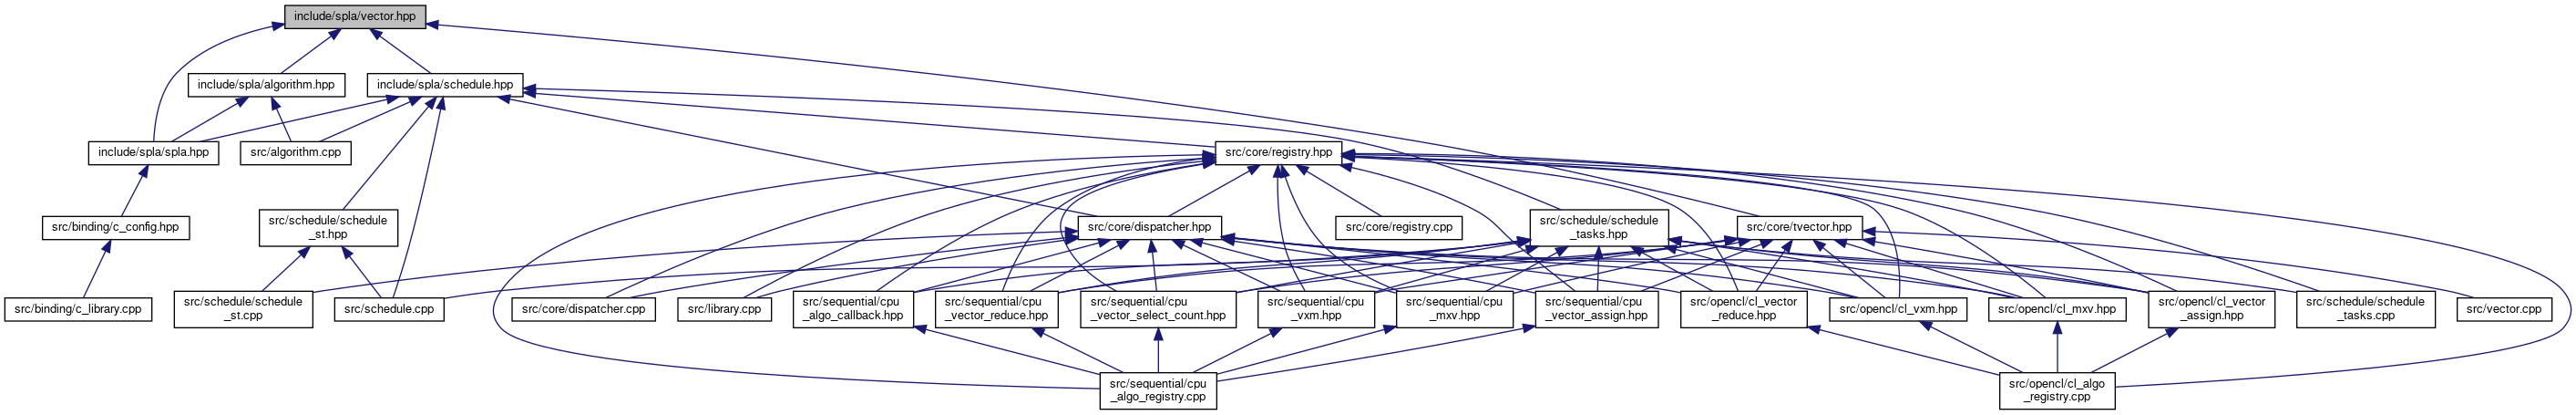 include/spla/vector.hpp
include/spla/algorithm.hpp
include/spla/schedule.hpp
include/spla/spla.hpp
src/algorithm.cpp
src/core/registry.hpp
src/binding/c_config.hpp
src/schedule/schedule
_st.hpp
src/core/dispatcher.hpp
src/core/registry.cpp
src/schedule/schedule
_tasks.hpp
src/core/tvector.hpp
src/binding/c_library.cpp
src/schedule/schedule
_st.cpp
src/schedule.cpp
src/core/dispatcher.cpp
src/library.cpp
src/sequential/cpu
_algo_callback.hpp
src/sequential/cpu
_vector_reduce.hpp
src/sequential/cpu
_vector_select_count.hpp
src/sequential/cpu
_vxm.hpp
src/sequential/cpu
_mxv.hpp
src/sequential/cpu
_vector_assign.hpp
src/opencl/cl_vector
_reduce.hpp
src/opencl/cl_vxm.hpp
src/opencl/cl_mxv.hpp
src/opencl/cl_vector
_assign.hpp
src/schedule/schedule
_tasks.cpp
src/vector.cpp
src/sequential/cpu
_algo_registry.cpp
src/opencl/cl_algo
_registry.cpp